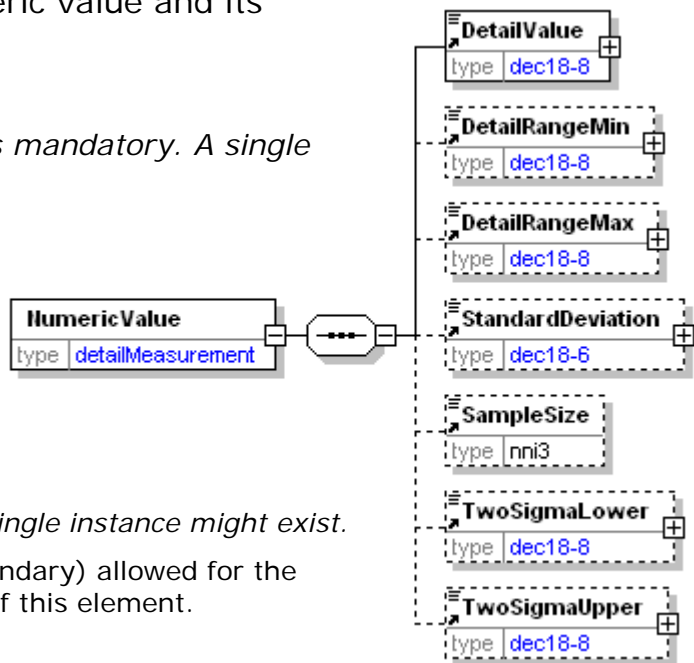 eric value and its
DetailValue
type dec18-8
s mandatory. A single
DetailRangeMin
type dec18-8
DetailRangeMax
type dec18-8
NumericValue
type detailMeasurement
StandardDeviation
type dec18-6
SampleSize
type nni3
ingle instance might exist.
TwoSigmaLower
type dec18-8
ndary) allowed for the
f this element.
TwoSigmaUpper
type dec18-8